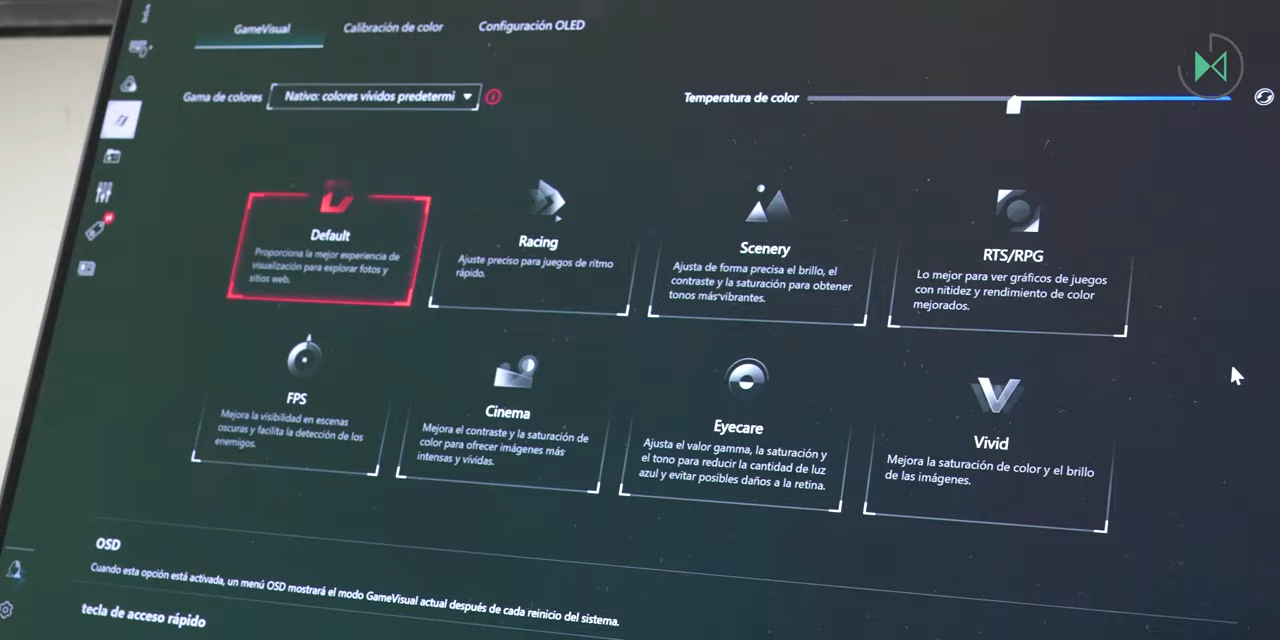 GameVisual
Calibración de color
Configuración OLED
Gama de colores
Nativo: colores vívidos predetermi
Temperatura de color
Default
Proporciona la mejor experiencia de
visualización para explorar fotos y
sitios web.
Racing
Ajuste preciso para juegos de ritmo
rápido.
Scenery
Ajusta de forma precisa el brillo, el
contraste y la saturación para obtener
tonos más vibrantes.
RTS/RPG
Lo mejor para ver gráficos de juegos
con nitidez y rendimiento de color
mejorados.
FPS
Mejora la visibilidad en escenas
oscuras y facilita la detección de los
enemigos.
Cinema
Mejora el contraste y la saturación de
color para ofrecer imágenes más
intensas y vívidas.
Eyecare
Ajusta el valor gamma, la saturación y
el tono para reducir la cantidad de luz
azul y evitar posibles daños a la retina.
Vivid
Mejora la saturación de color y el brillo
de las imágenes.
OSD
Cuando esta opción está activada, un menú OSD mostrará el modo GameVisual actual después de cada reinicio del sistema.
tecla de acceso rápido